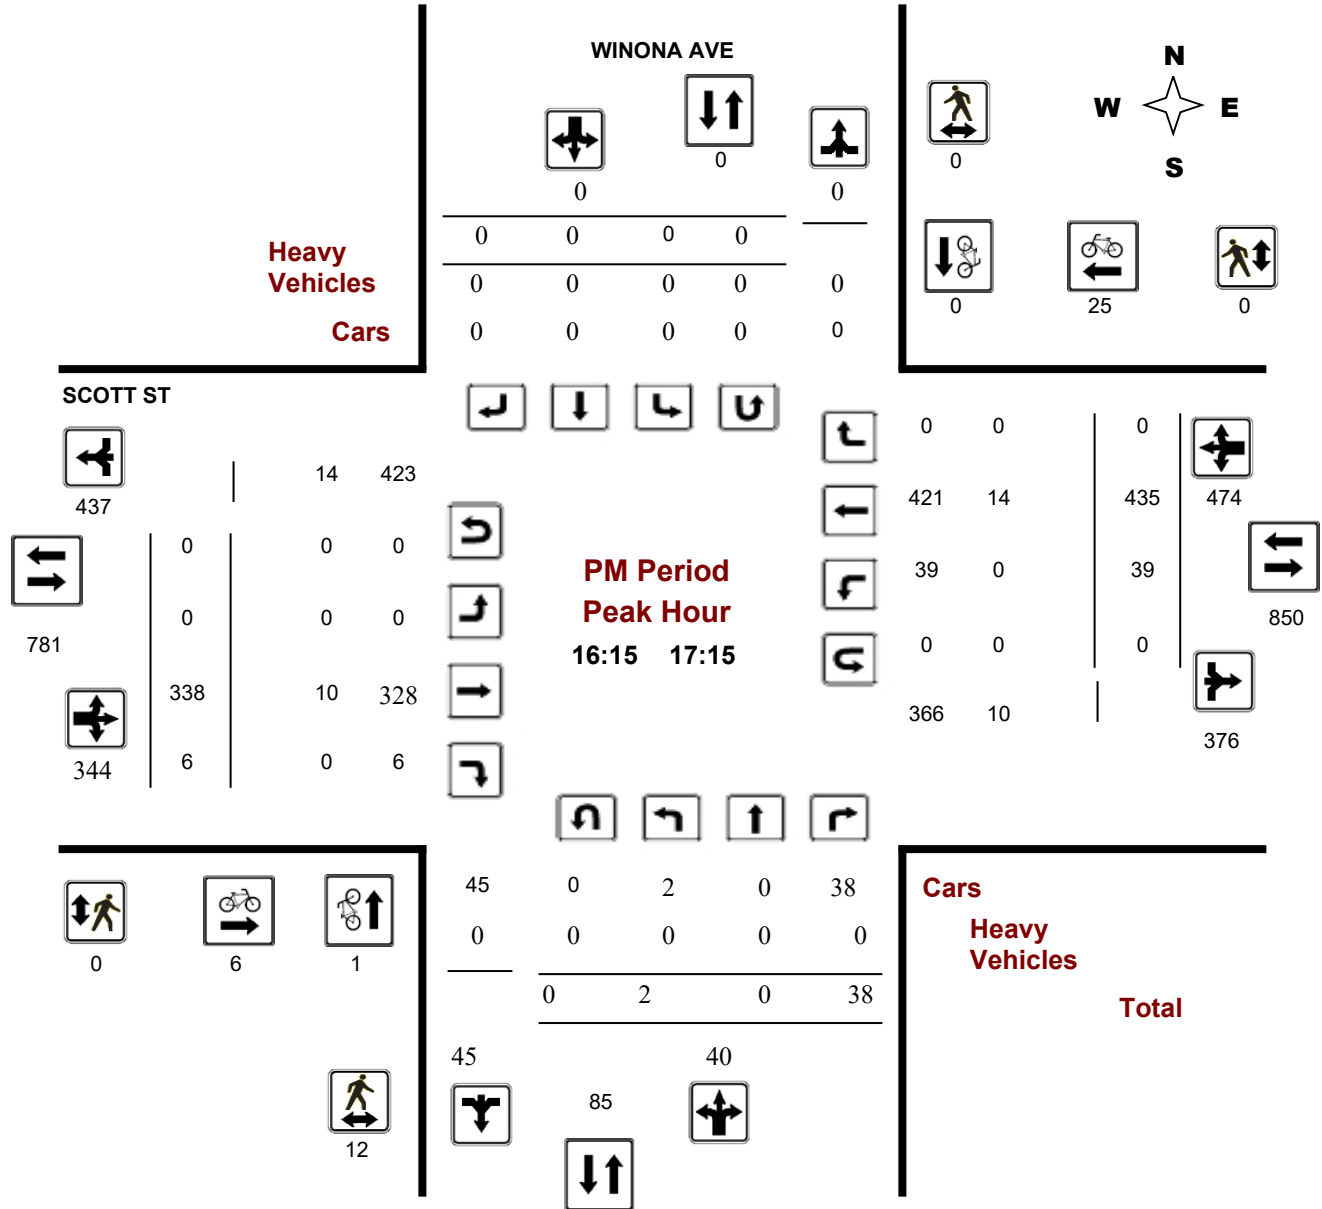 WINONA AVE
N
W E
S
0
0
0
0 0
0 0 0 0
Heavy
Vehicles
0 0 0 0 0
Cars
0 0 0 0 0
0 25 0
SCOTT ST
437
14 423
0 0 0
0 0 0
781
338 10 328
344
6 0 6
PM Period
Peak Hour
16:15 17:15
0 0 0
421 14 435 474
39 0 39
850
0 0 0
366 10
376
0 6 1
12
45 0 2 0 38
0 0 0 0 0
0 2 0 38
45 40
85
Cars
Heavy
Vehicles
Total